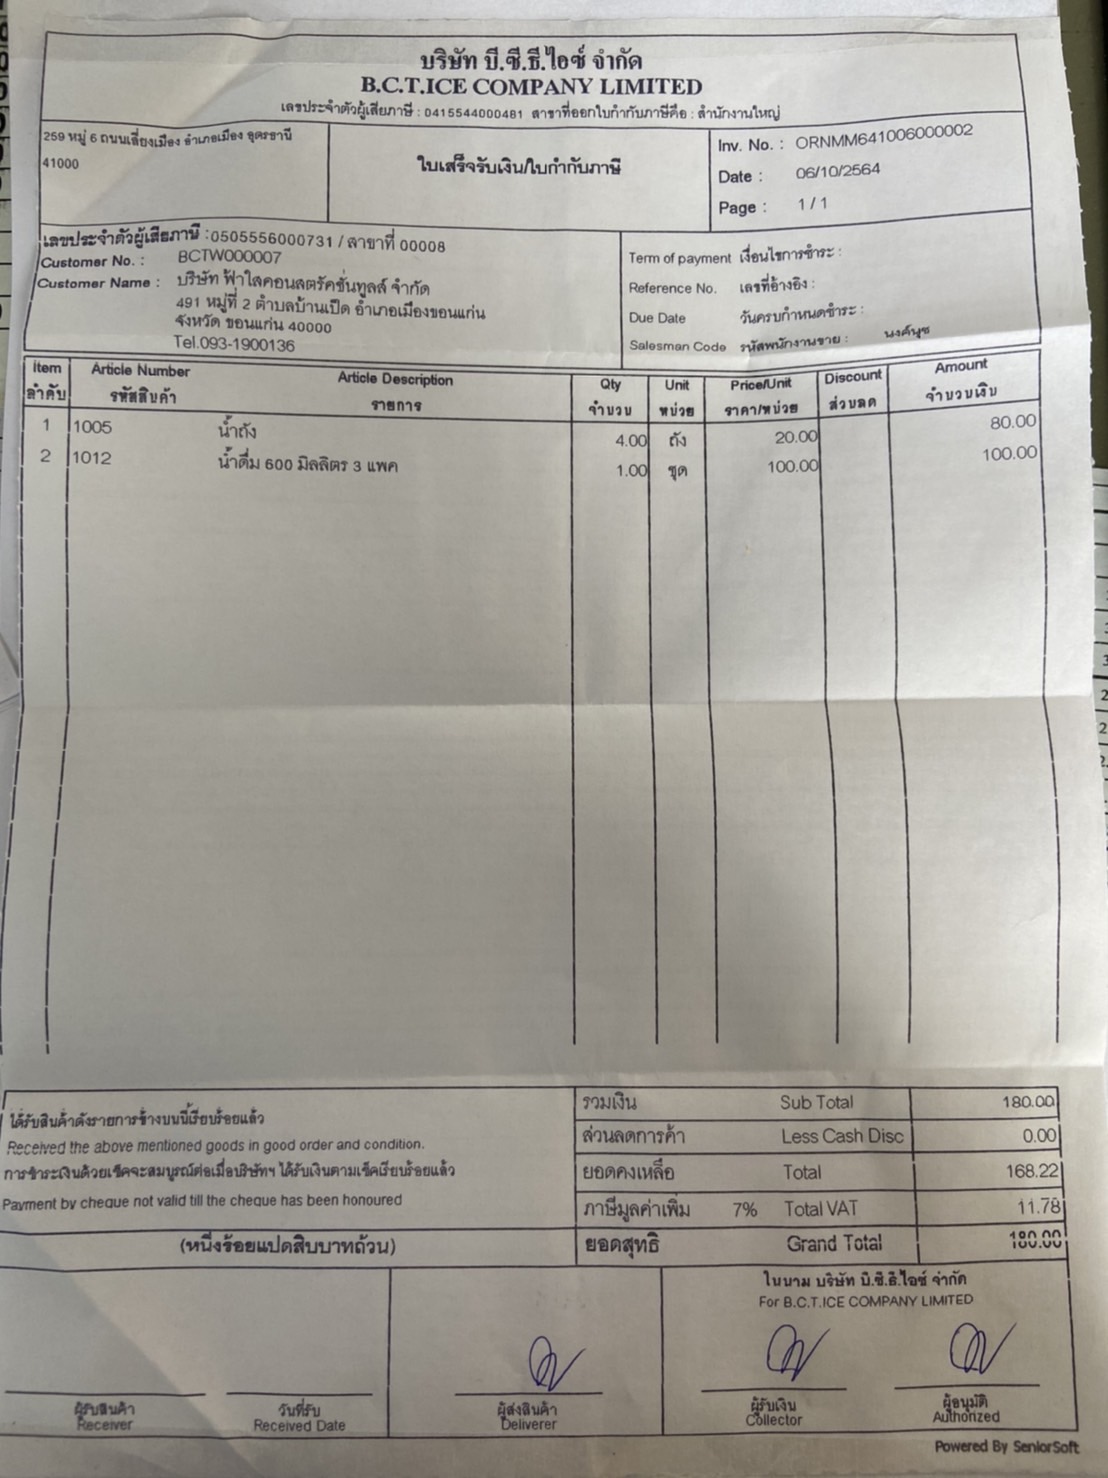 บริษัท บี.ซี.ธี.ไอซ์ จำกัด
B.C.T.ICE COMPANY LIMITED
เลขประจำตัวผู้เสียภาษี : 0415544000481 สาขาที่ออกใบกำกับภาษีคือ : สำนักงานใหญ่
259 หมู่ 6 ถนนเลี่ยงเมือง อำเภอเมือง อุดรธานี
41000
ใบเสร็จรับเงิน/ใบกำกับภาษี
Inv. No. : ORNMM641006000002
Date : 06/10/2564
Page : 1 / 1
เลขประจำตัวผู้เสียภาษี : 0505556000731 / สาขาที่ 00008
Customer No. : BCTW000007
Customer Name : บริษัท ฟ้าใสคอนสตรัคชั่นทูลส์ จำกัด
491 หมู่ที่ 2 ตำบลบ้านเป็ด อำเภอเมืองขอนแก่น
จังหวัด ขอนแก่น 40000
Tel.093-1900136
Term of payment เงื่อนไขการชำระ :
Reference No. เลขที่อ้างอิง :
Due Date วันครบกำหนดชำระ :
Salesman Code รหัสพนักงานขาย : นงค์นุช
Item Article Number Article Description Qty Unit Price/Unit Discount Amount
ลำดับ รหัสสินค้า รายการ จำนวน หน่วย ราคา/หน่วย ส่วนลด จำนวนเงิน
1 1005 น้ำถัง 4.00 ถัง 20.00 80.00
2 1012 น้ำดื่ม 600 มิลลิตร 3 แพค 1.00 ชุด 100.00 100.00
ได้รับสินค้าดังรายการข้างบนนี้เรียบร้อยแล้ว
Received the above mentioned goods in good order and condition.
การชำระเงินด้วยเช็คจะสมบูรณ์ต่อเมื่อบริษัทฯ ได้รับเงินตามเช็คเรียบร้อยแล้ว
Payment by cheque not valid till the cheque has been honoured
(หนึ่งร้อยแปดสิบบาทถ้วน)
รวมเงิน Sub Total 180.00
ส่วนลดการค้า Less Cash Disc 0.00
ยอดคงเหลือ Total 168.22
ภาษีมูลค่าเพิ่ม 7% Total VAT 11.78
ยอดสุทธิ Grand Total 180.00
ในนาม บริษัท บี.ซี.ธี.ไอซ์ จำกัด
For B.C.T.ICE COMPANY LIMITED
ผู้รับสินค้า วันที่รับ ผู้ส่งสินค้า ผู้รับเงิน ผู้อนุมัติ
Receiver Received Date Deliverer Collector Authorized
Powered By SeniorSoft